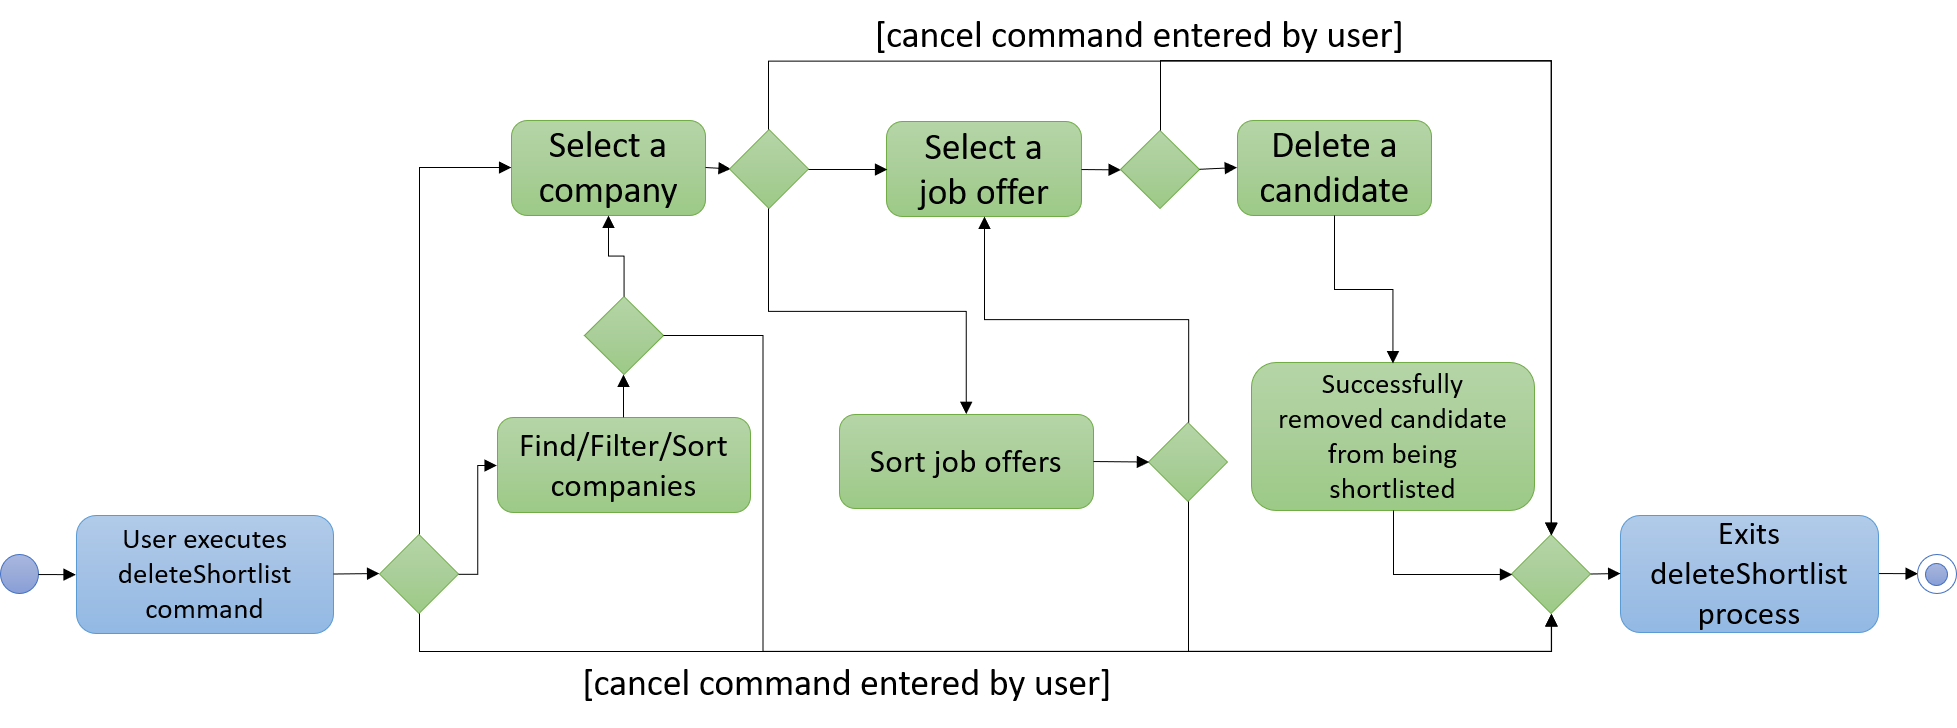 [cancel command entered by user]
Select a
company
Select a
job offer
Delete a
candidate
Find/Filter/Sort
companies
Sort job offers
Successfully
removed candidate
from being
shortlisted
User executes
deleteShortlist
command
Exits
deleteShortlist
process
[cancel command entered by user]